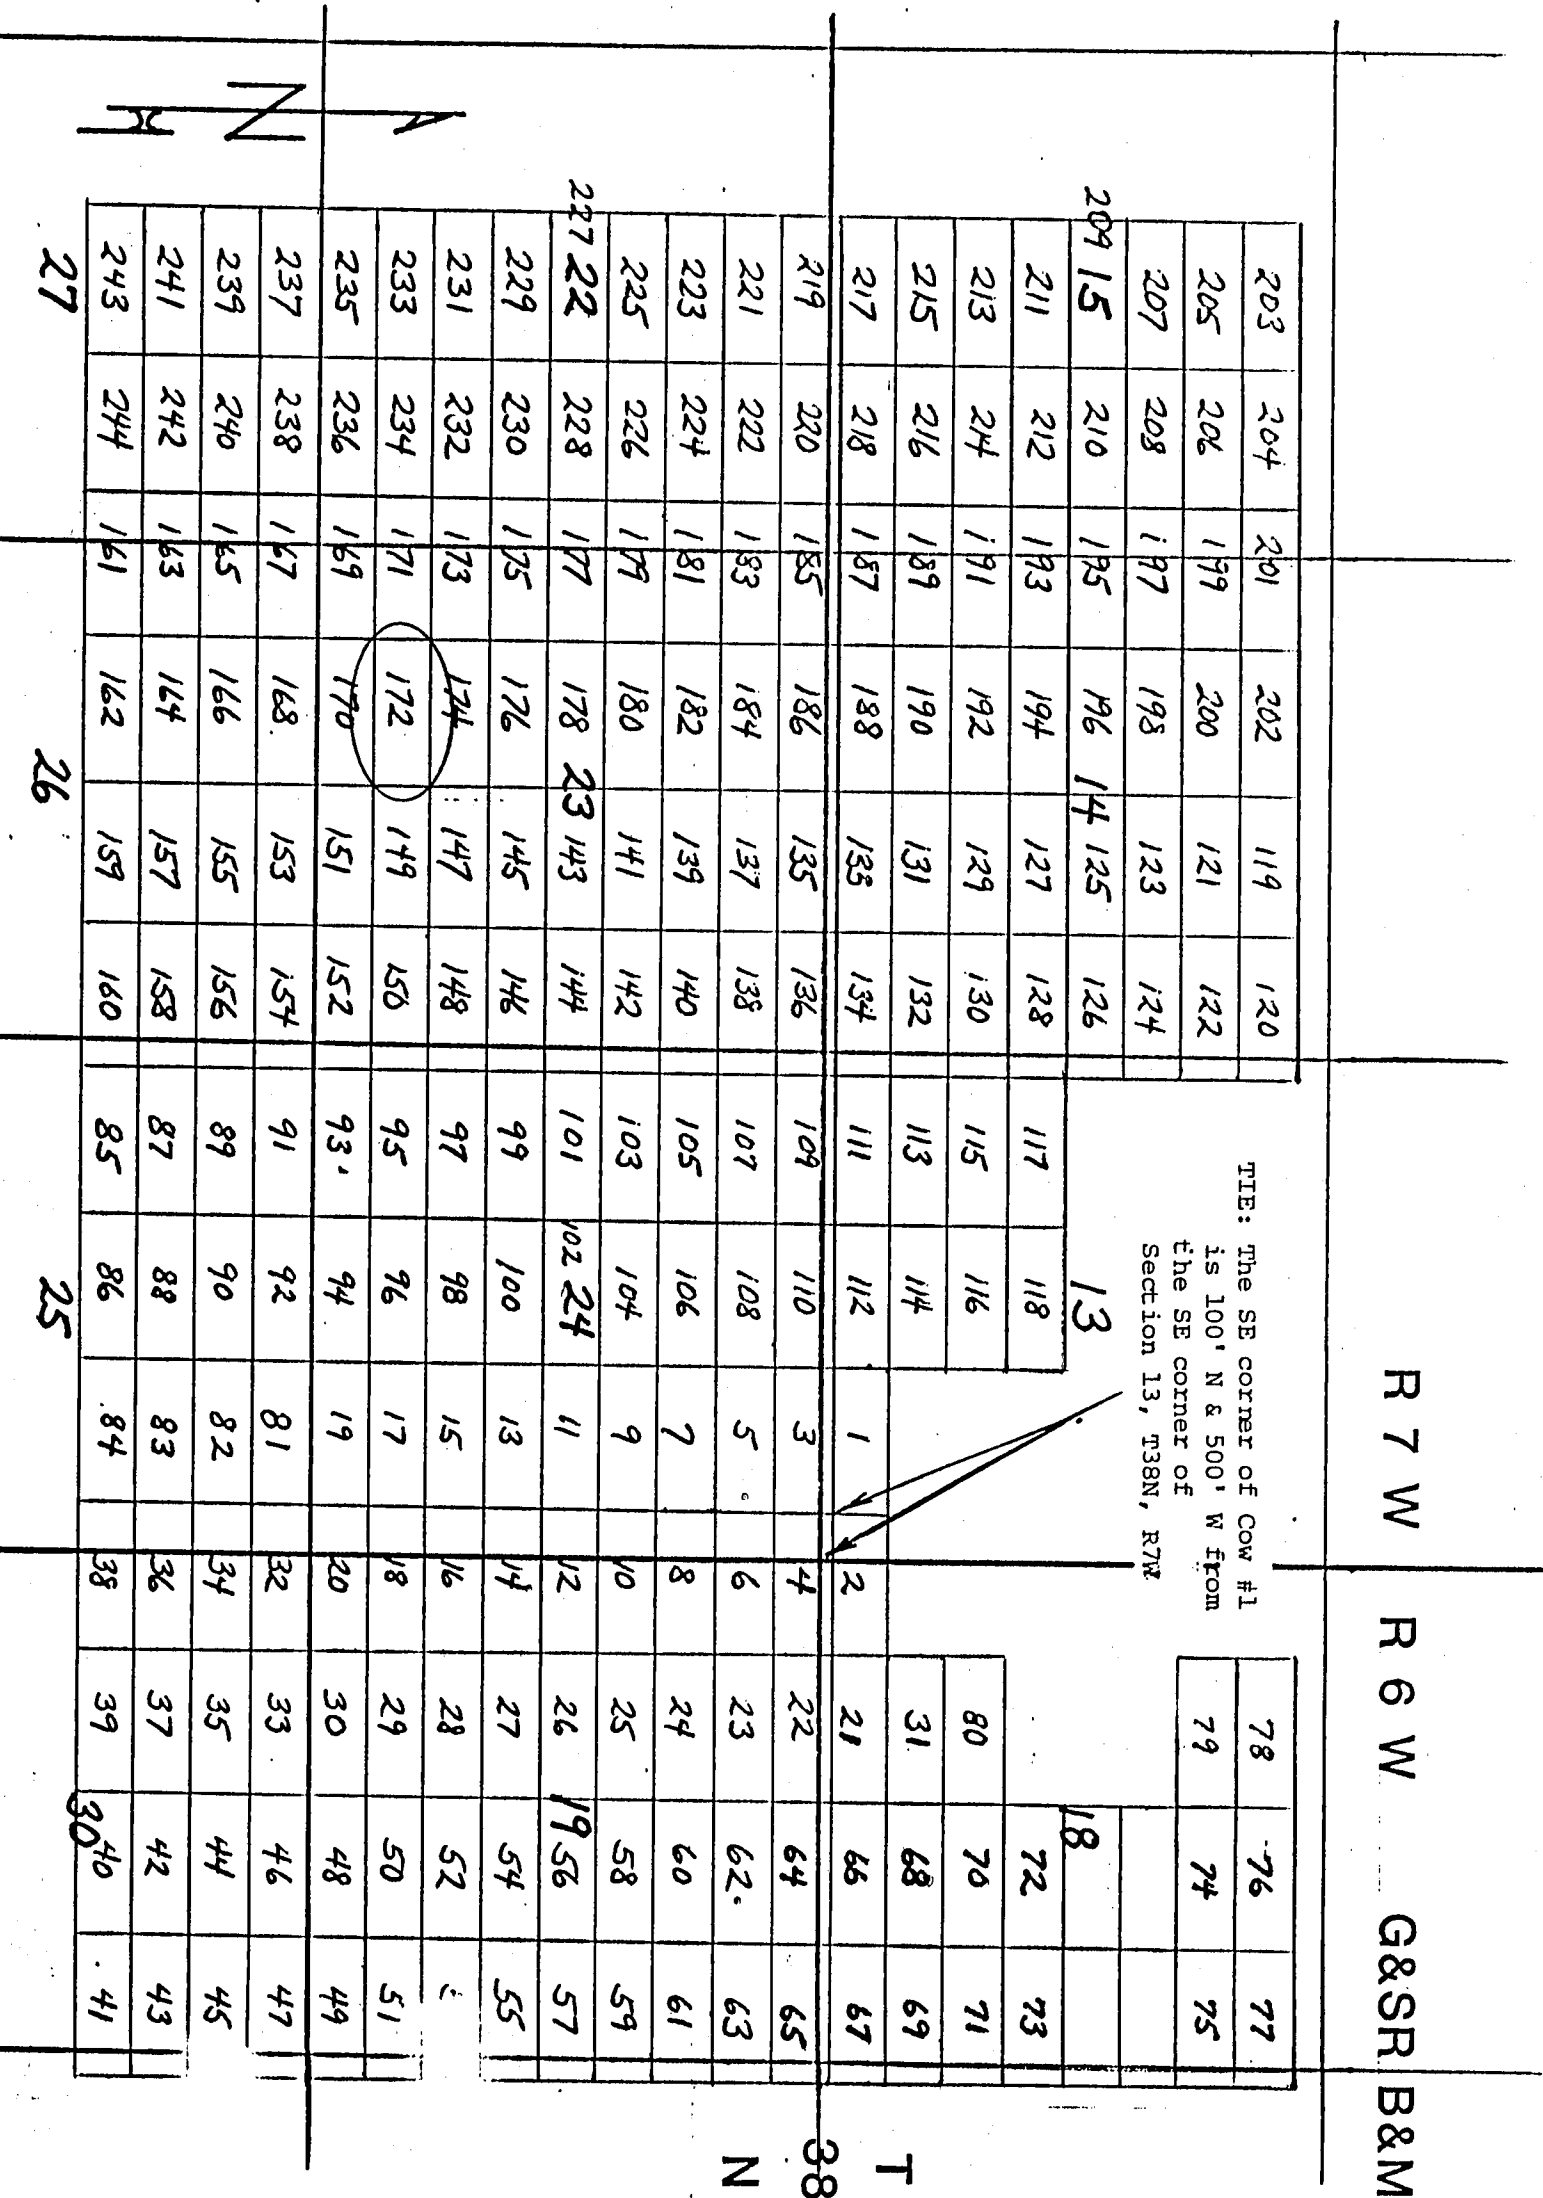 R 7 W R 6 W G&SR B&M
TIE: The SE corner of Cow #1
is 100' N & 500' W from
the SE corner of
Section 13, T38N, R7W
203 204 201 202 119 120 78 76 77
205 206 199 200 121 122 79 74 75
207 208 197 198 123 124
209 15 210 195 196 14 125 126 13 18
211 212 193 194 127 128 117 118 72 73
213 214 191 192 129 130 115 116 80 70 71
215 216 189 190 131 132 113 114 31 68 69
217 218 187 188 133 134 111 112 1 2 21 66 67
T
38
N
219 220 185 186 135 136 109 110 3 4 22 64 65
221 222 183 184 137 138 107 108 5 6 23 62 63
223 224 181 182 139 140 105 106 7 8 24 60 61
225 226 179 180 141 142 103 104 9 10 25 58 59
227 22 228 177 178 23 143 144 101 102 24 11 12 26 19 56 57
229 230 175 176 145 146 99 100 13 14 27 54 55
231 232 173 174 147 148 97 98 15 16 28 52
233 234 171 172 149 150 95 96 17 18 29 50 51
235 236 169 170 151 152 93 94 19 20 30 48 49
237 238 167 168 153 154 91 92 81 32 33 46 47
239 240 165 166 155 156 89 90 82 34 35 44 45
241 242 163 164 157 158 87 88 83 36 37 42 43
243 244 161 162 159 160 85 86 84 38 39 40 41
27 26 25 30
N